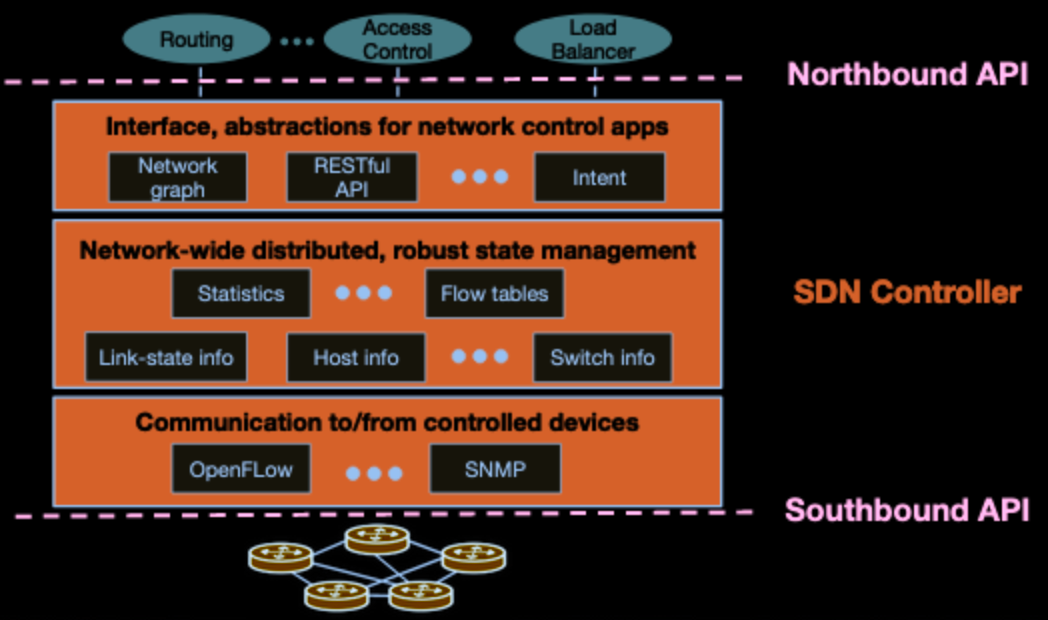 Routing
Access
Control
Load
Balancer
Northbound API
Interface, abstractions for network control apps
Network
graph
RESTful
API
Intent
Network-wide distributed, robust state management
Statistics
Flow tables
SDN Controller
Link-state info
Host info
Switch info
Communication to/from controlled devices
OpenFLow
SNMP
Southbound API